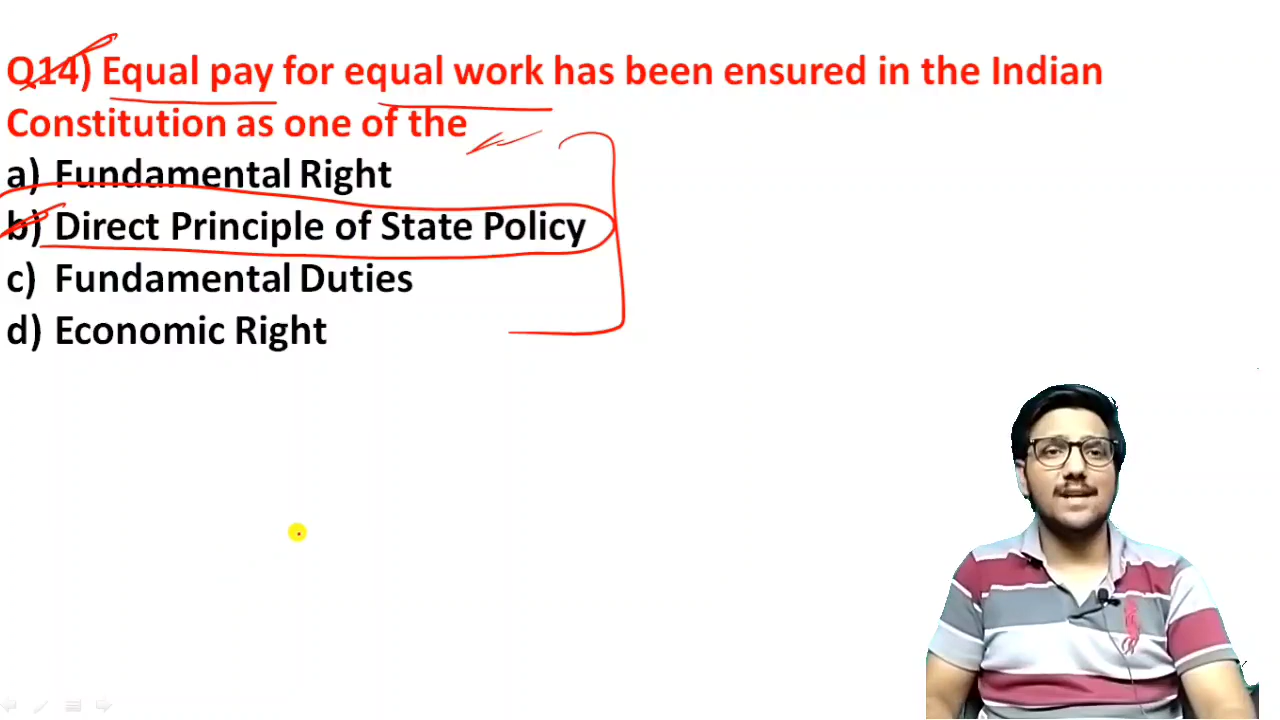 Q14) Equal pay for equal work has been ensured in the Indian
Constitution as one of the
a) Fundamental Right
b) Direct Principle of State Policy
c) Fundamental Duties
d) Economic Right